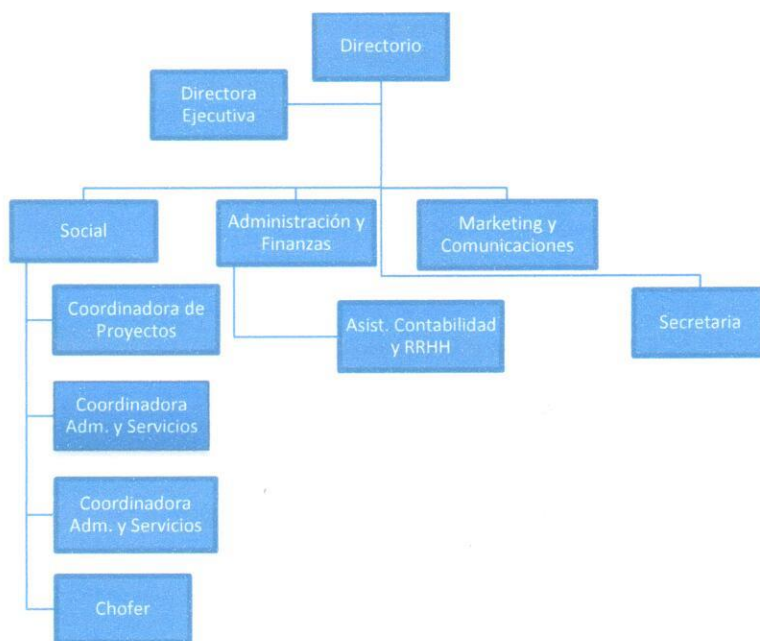 Directorio
Directora
Ejecutiva
Social
Administración y
Finanzas
Marketing y
Comunicaciones
Coordinadora de
Proyectos
Asist. Contabilidad
y RRHH
Secretaria
Coordinadora
Adm. y Servicios
Coordinadora
Adm. y Servicios
Chofer